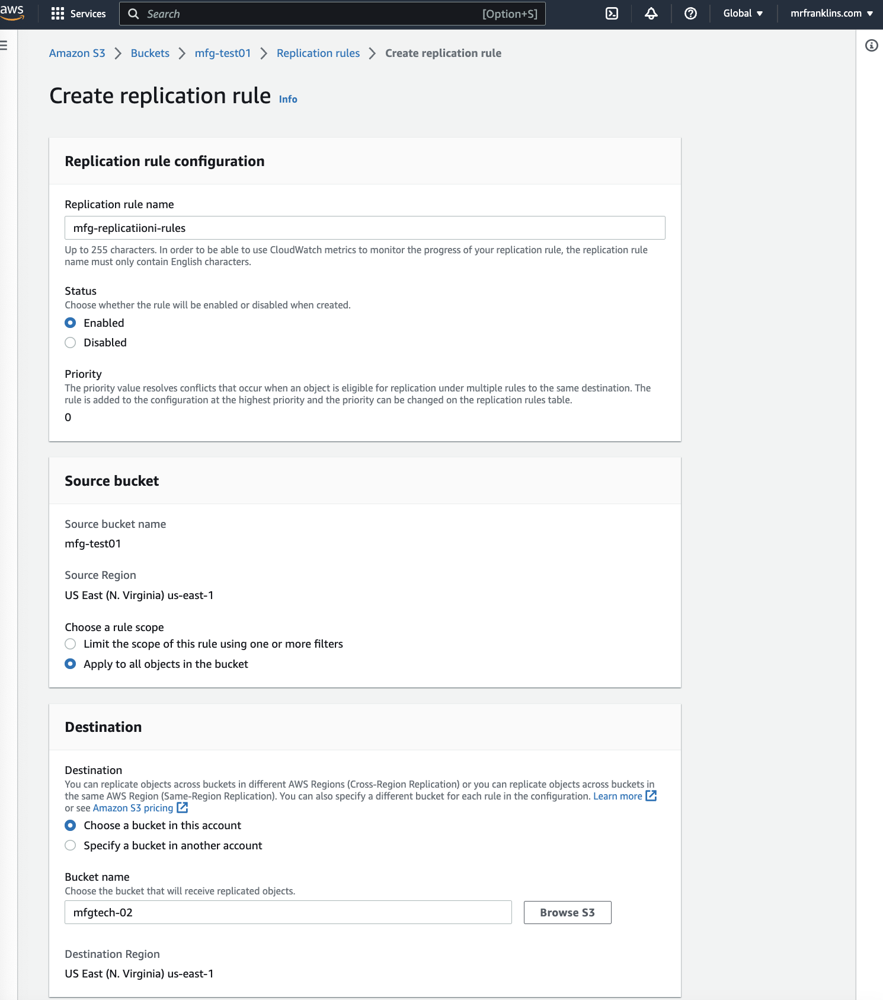 aws
Services
Search
[Option+S]
Global
mrfranklins.com
Amazon S3
Buckets
mfg-test01
Replication rules
Create replication rule
Create replication rule
Info
Replication rule configuration
Replication rule name
mfg-replicatiioni-rules
Up to 255 characters. In order to be able to use CloudWatch metrics to monitor the progress of your replication rule, the replication rule
name must only contain English characters.
Status
Choose whether the rule will be enabled or disabled when created.
Enabled
Disabled
Priority
The priority value resolves conflicts that occur when an object is eligible for replication under multiple rules to the same destination. The
rule is added to the configuration at the highest priority and the priority can be changed on the replication rules table.
0
Source bucket
Source bucket name
mfg-test01
Source Region
US East (N. Virginia) us-east-1
Choose a rule scope
Limit the scope of this rule using one or more filters
Apply to all objects in the bucket
Destination
Destination
You can replicate objects across buckets in different AWS Regions (Cross-Region Replication) or you can replicate objects across buckets in
the same AWS Region (Same-Region Replication). You can also specify a different bucket for each rule in the configuration. Learn more
or see Amazon S3 pricing
Choose a bucket in this account
Specify a bucket in another account
Bucket name
Choose the bucket that will receive replicated objects.
mfgtech-02
Browse S3
Destination Region
US East (N. Virginia) us-east-1